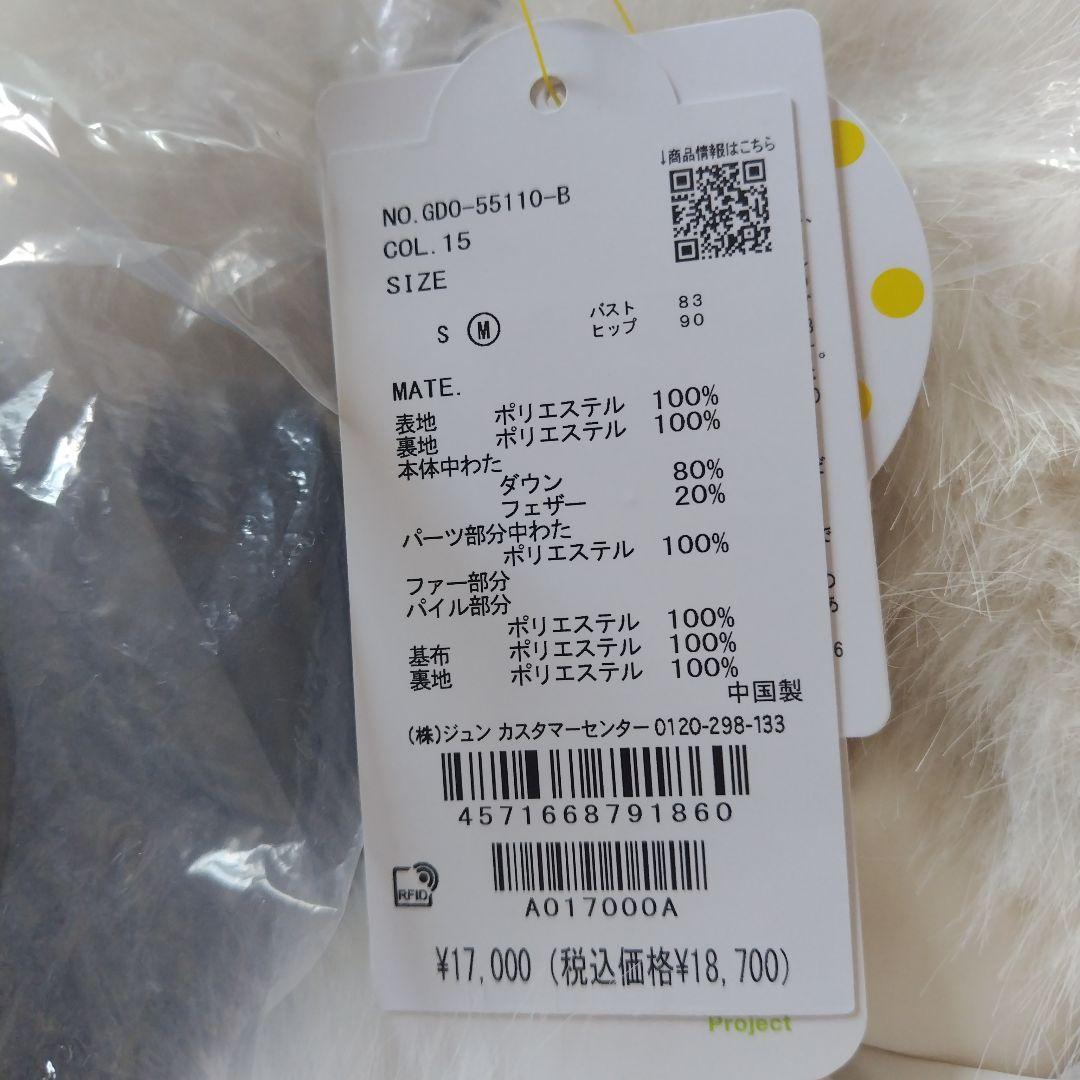 ↓商品情報はこちら
NO.GDO-55110-B
COL.15
SIZE
S Ⓜ バスト 83
ヒップ 90
MATE.
表地 ポリエステル 100%
裏地 ポリエステル 100%
本体中わた
ダウン 80%
フェザー 20%
パーツ部分中わた
ポリエステル 100%
ファー部分
パイル部分
ポリエステル 100%
基布 ポリエステル 100%
裏地 ポリエステル 100%
中国製
(株)ジュン カスタマーセンター 0120-298-133
4571668791860
RFID
A017000A
¥17,000 (税込価格¥18,700)
Project